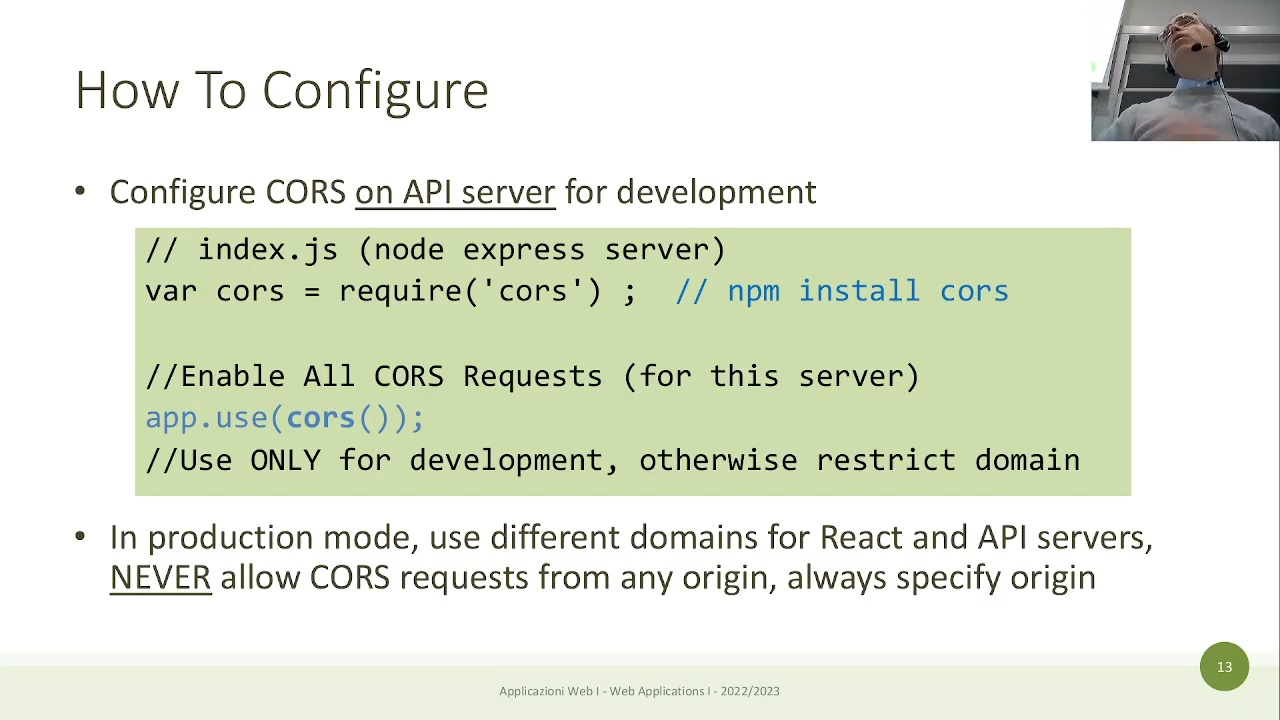 How To Configure
• Configure CORS on API server for development
// index.js (node express server)
var cors = require('cors') ;  // npm install cors
//Enable All CORS Requests (for this server)
app.use(cors());
//Use ONLY for development, otherwise restrict domain
• In production mode, use different domains for React and API servers,
NEVER allow CORS requests from any origin, always specify origin
13
Applicazioni Web I - Web Applications I - 2022/2023